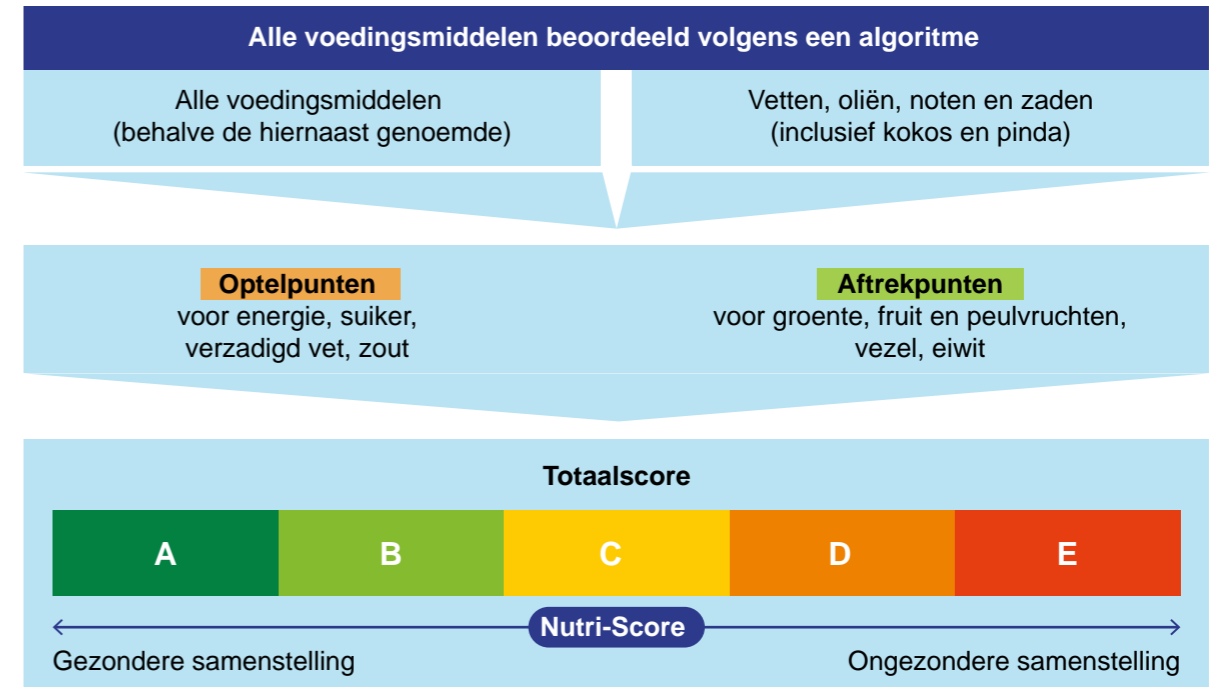 Alle voedingsmiddelen beoordeeld volgens een algoritme
Alle voedingsmiddelen
(behalve de hiernaast genoemde)
Vetten, oliën, noten en zaden
(inclusief kokos en pinda)
Optelpunten
voor energie, suiker,
verzadigd vet, zout
Aftrekpunten
voor groente, fruit en peulvruchten,
vezel, eiwit
Totaalscore
A B C D E
Nutri-Score
Gezondere samenstelling
Ongezondere samenstelling